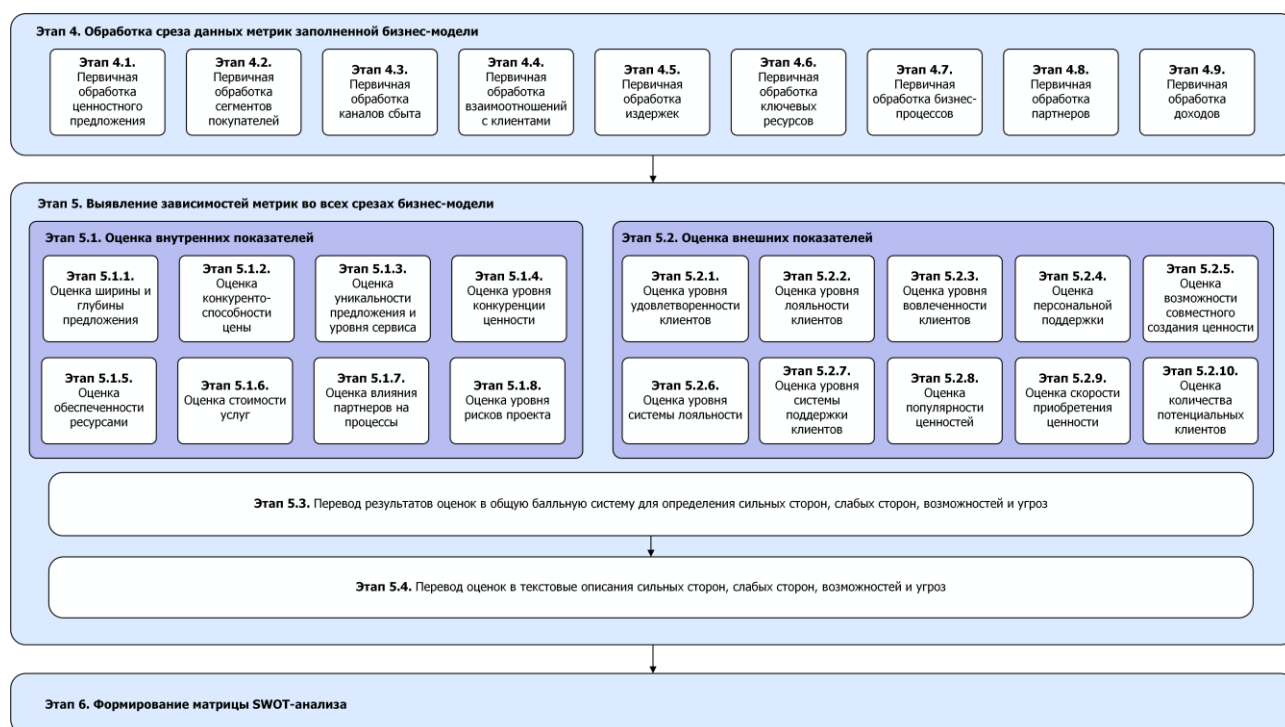 Этап 4. Обработка среза данных метрик заполненной бизнес-модели
Этап 4.1.
Первичная
обработка
ценностного
предложения
Этап 4.2.
Первичная
обработка
сегментов
покупателей
Этап 4.3.
Первичная
обработка
каналов сбыта
Этап 4.4.
Первичная
обработка
взаимоотношений
с клиентами
Этап 4.5.
Первичная
обработка
издержек
Этап 4.6.
Первичная
обработка
ключевых
ресурсов
Этап 4.7.
Первичная
обработка бизнес-
процессов
Этап 4.8.
Первичная
обработка
партнеров
Этап 4.9.
Первичная
обработка
доходов
Этап 5. Выявление зависимостей метрик во всех срезах бизнес-модели
Этап 5.1. Оценка внутренних показателей
Этап 5.1.1.
Оценка ширины и
глубины
предложения
Этап 5.1.2.
Оценка
конкуренто-
способности
цены
Этап 5.1.3.
Оценка
уникальности
предложения и
уровня сервиса
Этап 5.1.4.
Оценка уровня
конкуренции
ценности
Этап 5.1.5.
Оценка
обеспеченности
ресурсами
Этап 5.1.6.
Оценка стоимости
услуг
Этап 5.1.7.
Оценка влияния
партнеров на
процессы
Этап 5.1.8.
Оценка уровня
рисков проекта
Этап 5.2. Оценка внешних показателей
Этап 5.2.1.
Оценка уровня
удовлетворенности
клиентов
Этап 5.2.2.
Оценка уровня
лояльности
клиентов
Этап 5.2.3.
Оценка уровня
вовлеченности
клиентов
Этап 5.2.4.
Оценка
персональной
поддержки
Этап 5.2.5.
Оценка
возможности
совместного
создания ценности
Этап 5.2.6.
Оценка уровня
системы лояльности
Этап 5.2.7.
Оценка уровня
системы
поддержки
клиентов
Этап 5.2.8.
Оценка
популярности
ценностей
Этап 5.2.9.
Оценка скорости
приобретения
ценности
Этап 5.2.10.
Оценка
количества
потенциальных
клиентов
Этап 5.3. Перевод результатов оценок в общую балльную систему для определения сильных сторон, слабых сторон, возможностей и угроз
Этап 5.4. Перевод оценок в текстовые описания сильных сторон, слабых сторон, возможностей и угроз
Этап 6. Формирование матрицы SWOT-анализа